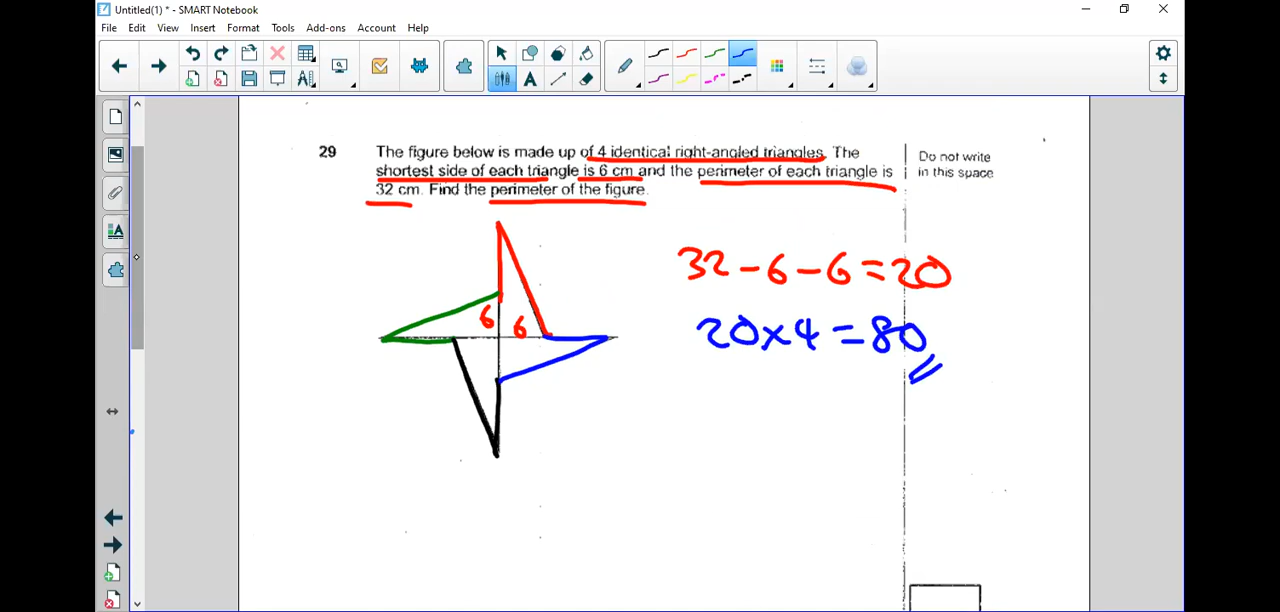 Untitled(1) * - SMART Notebook
File Edit View Insert Format Tools Add-ons Account Help
29
The figure below is made up of 4 identical right-angled triangles. The
shortest side of each triangle is 6 cm and the perimeter of each triangle is
32 cm. Find the perimeter of the figure.
Do not write
in this space
6 6
32 - 6 - 6 = 20
20 x 4 = 80